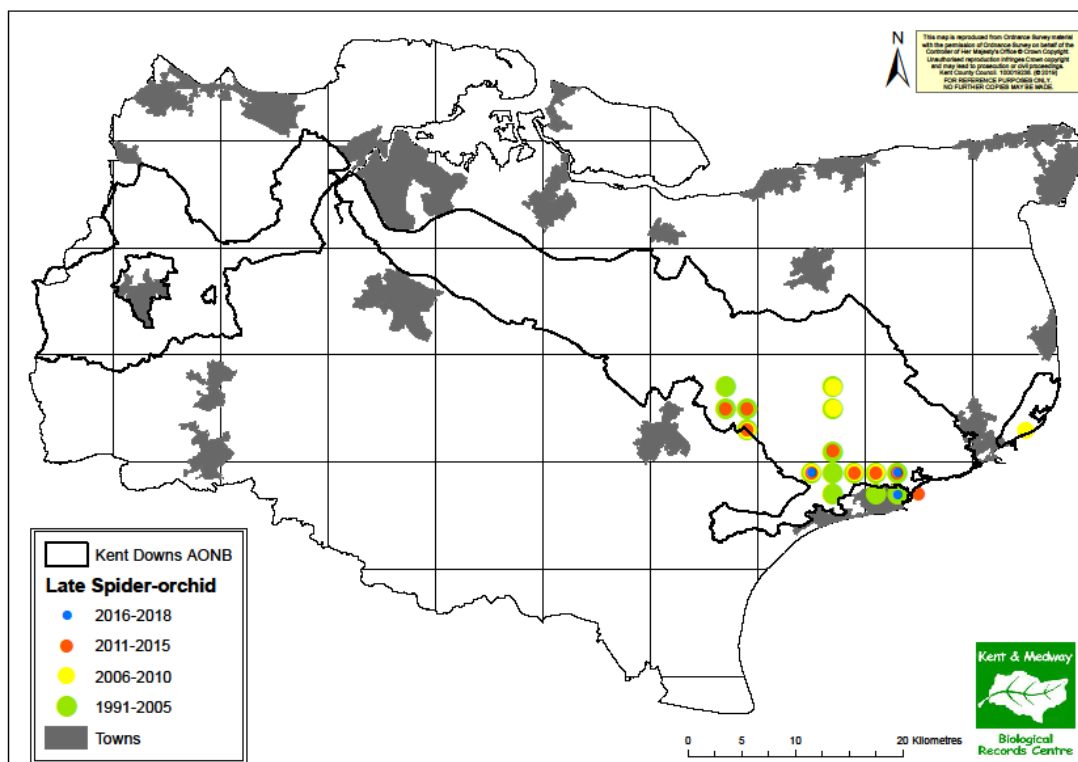 N
This map is reproduced from Ordnance Survey material
with the permission of Ordnance Survey on behalf of the
Controller of Her Majesty's Office © Crown Copyright.
Unauthorised reproduction infringes Crown copyright
and may lead to prosecution or civil proceedings.
Kent County Council. 100019238. (©2019)
FOR REFERENCE PURPOSES ONLY.
NO FURTHER COPIES MAY BE MADE.
Kent Downs AONB
Late Spider-orchid
2016-2018
2011-2015
2006-2010
1991-2005
Towns
0 5 10 20 Kilometres
Kent & Medway
Biological
Records Centre